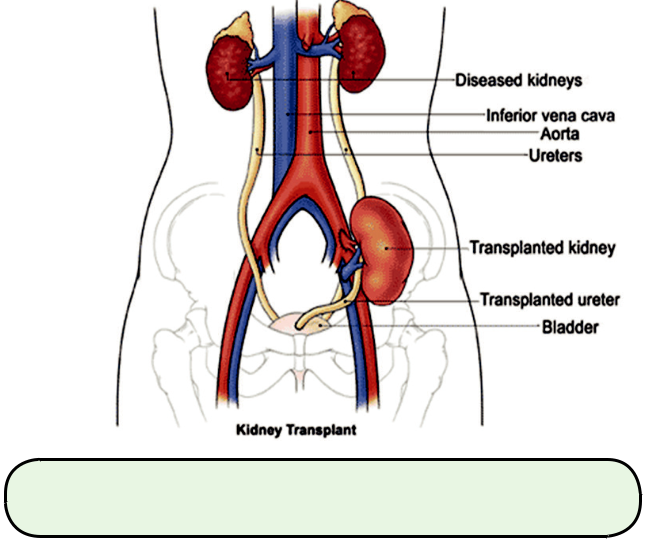 Diseased kidneys
Inferior vena cava
Aorta
Ureters
Transplanted kidney
Transplanted ureter
Bladder
Kidney Transplant